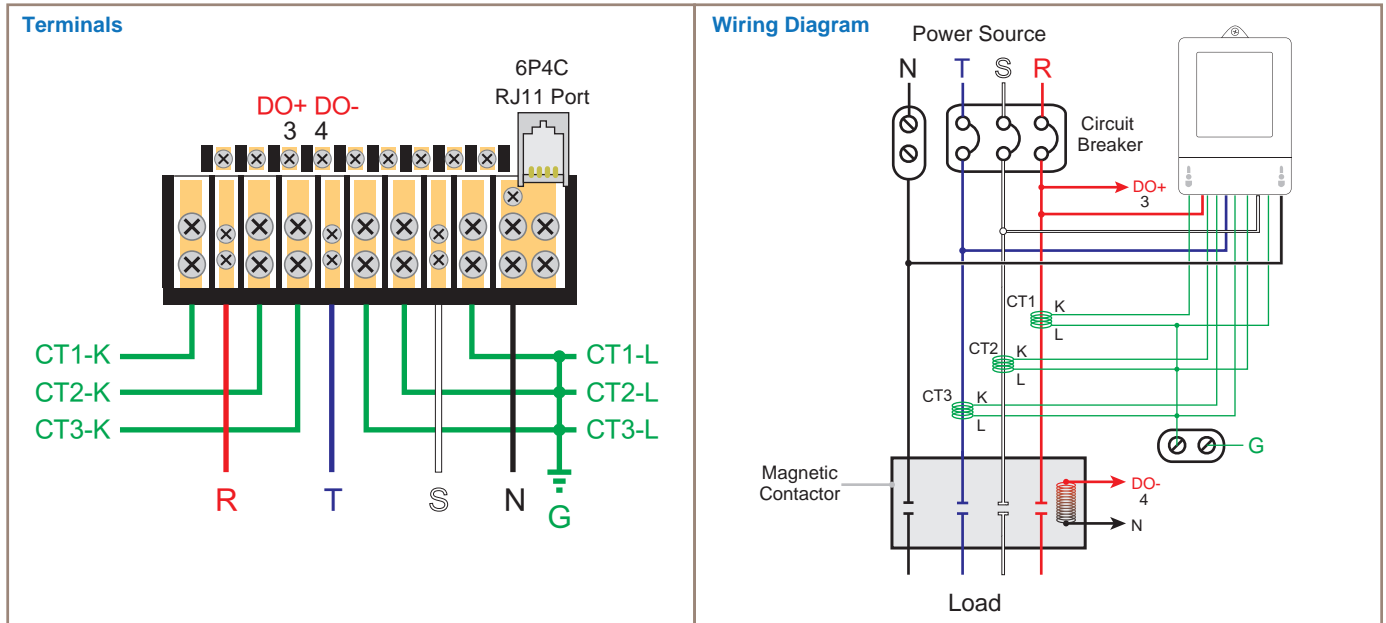 Terminals
6P4C
RJ11 Port
DO+ DO-
3 4
CT1-K
CT2-K
CT3-K
CT1-L
CT2-L
CT3-L
R T S N
G
Wiring Diagram
Power Source
N T S R
Circuit
Breaker
DO+
3
CT1 K
L
CT2 K
L
CT3 K
L
G
Magnetic
Contactor
DO-
4
N
Load